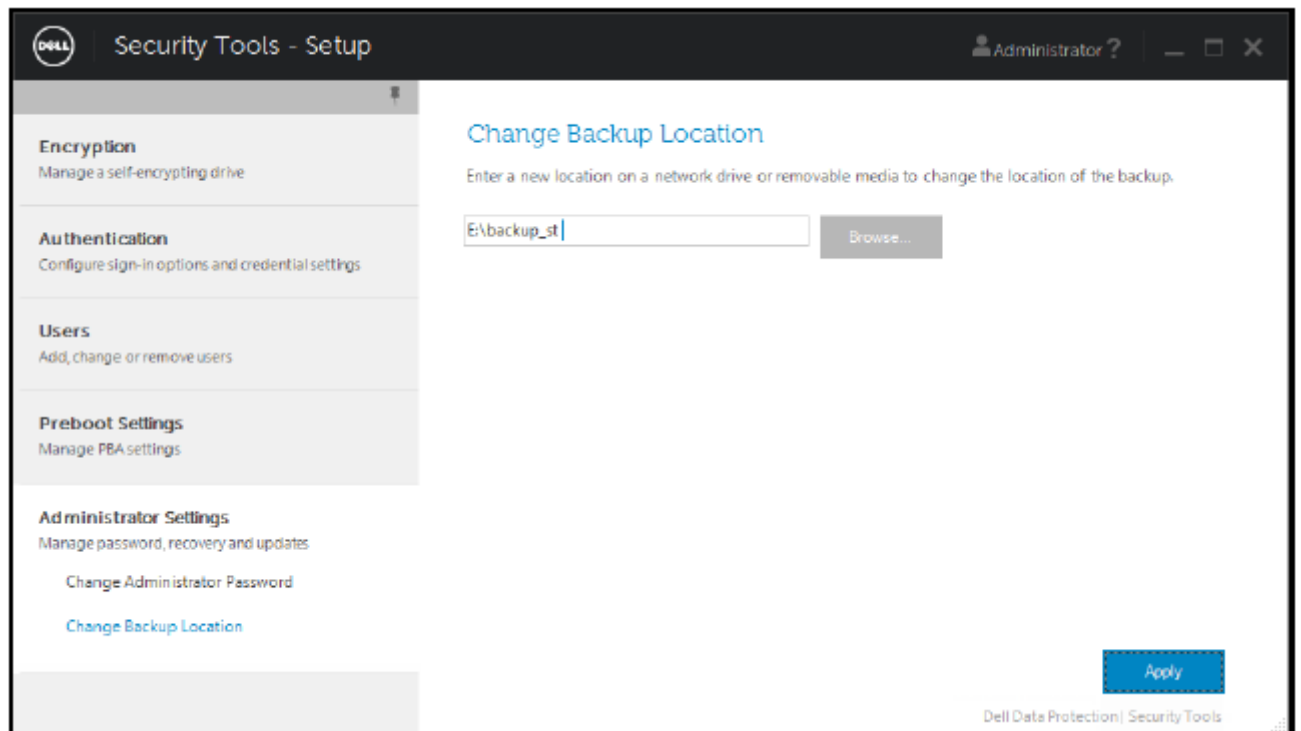 DELL
Security Tools - Setup
Administrator ?
Encryption
Manage a self-encrypting drive
Authentication
Configure sign-in options and credential settings
Users
Add, change or remove users
Preboot Settings
Manage PBA settings
Administrator Settings
Manage password, recovery and updates
Change Administrator Password
Change Backup Location
Change Backup Location
Enter a new location on a network drive or removable media to change the location of the backup.
E:\backup_st
Browse...
Apply
Dell Data Protection | Security Tools